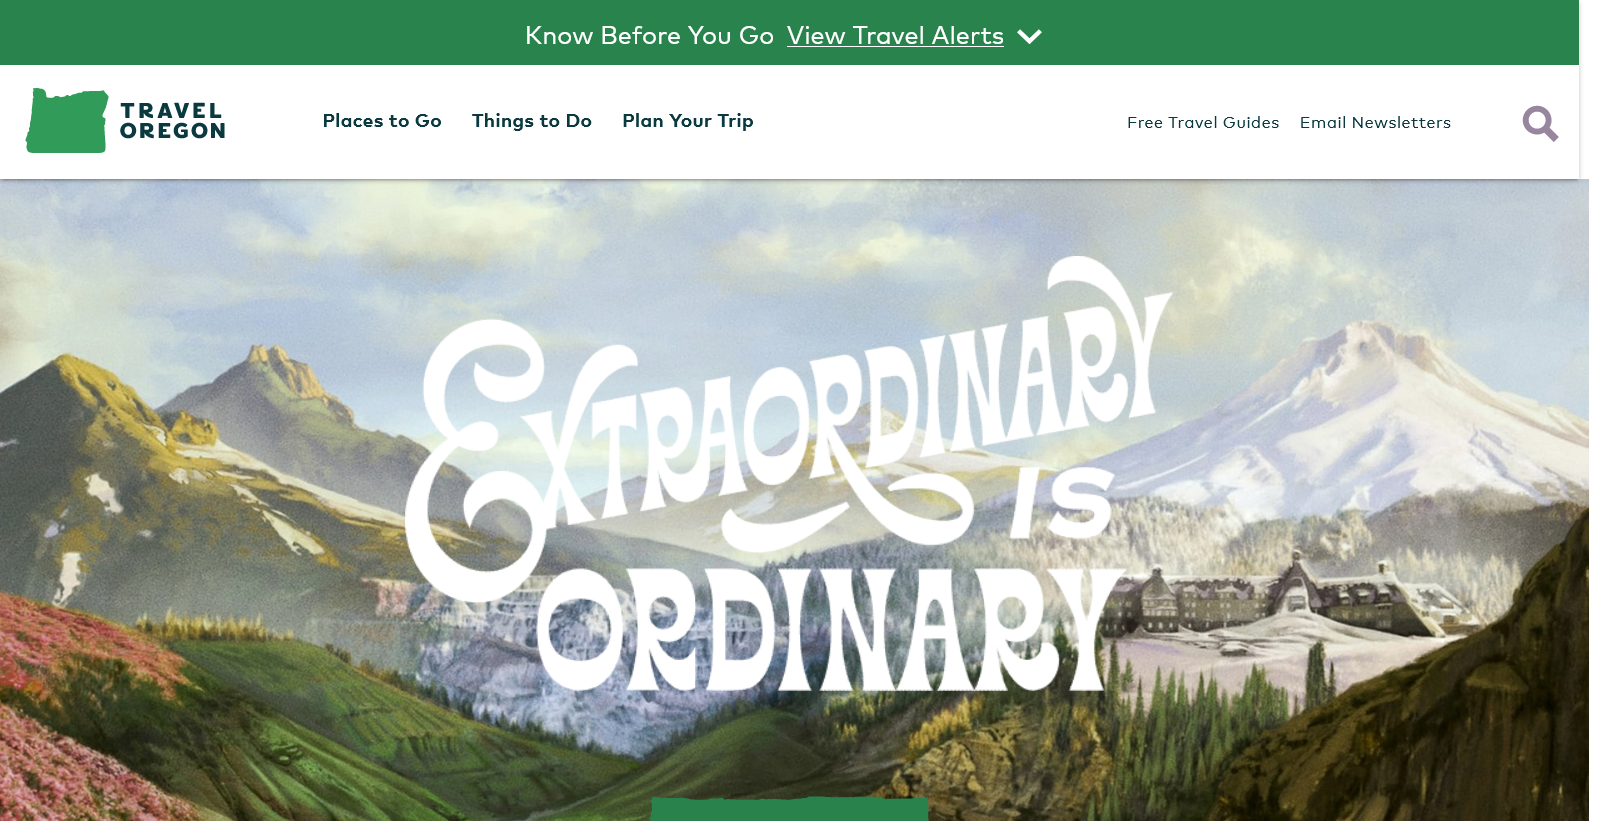 Know Before You Go View Travel Alerts
TRAVEL
OREGON
Places to Go Things to Do Plan Your Trip
Free Travel Guides Email Newsletters
EXTRAORDINARY
IS
ORDINARY